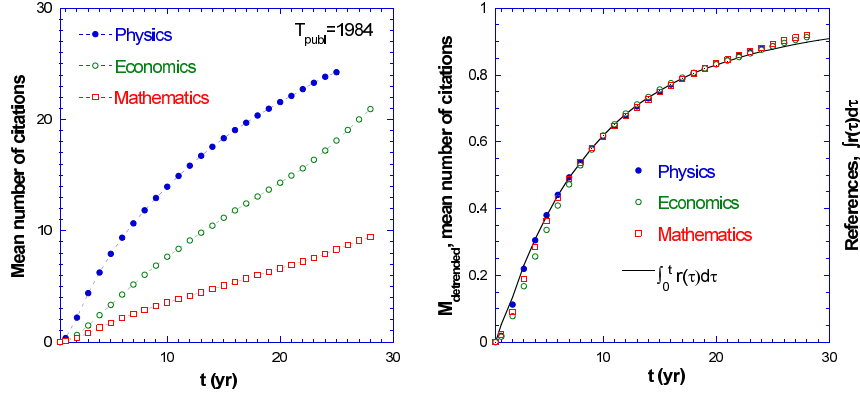 30
20
10
0
10
20
30
Mean number of citations
t (yr)
Physics
Economics
Mathematics
T_publ=1984
1
0.8
0.6
0.4
0.2
0
0
10
20
30
M_detrended, mean number of citations
References, ∫r(τ)dτ
t (yr)
Physics
Economics
Mathematics
∫₀ᵗ r(τ)dτ